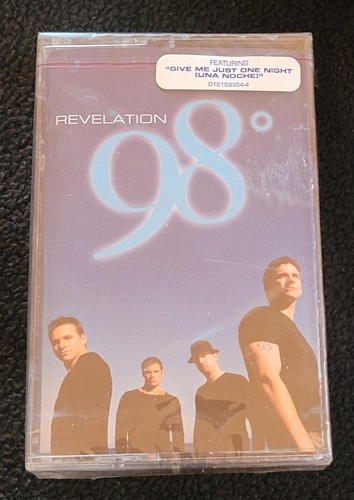 FEATURING
"GIVE ME JUST ONE NIGHT
(UNA NOCHE)"
0121593544
REVELATION
98°